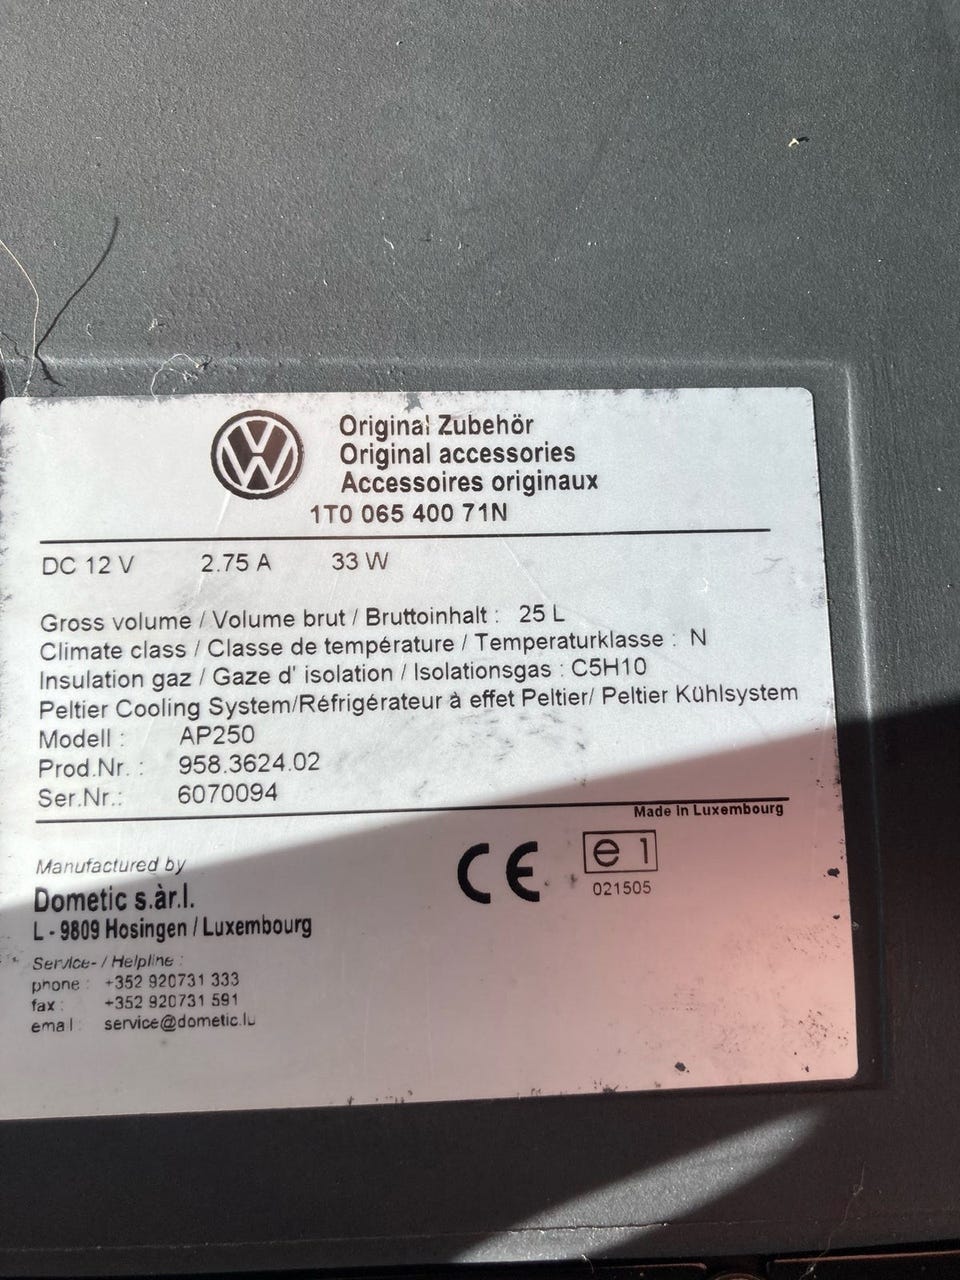 Original Zubehör
Original accessories
Accessoires originaux
1T0 065 400 71N
DC 12 V 2.75 A 33 W
Gross volume / Volume brut / Bruttoinhalt : 25 L
Climate class / Classe de température / Temperaturklasse : N
Insulation gaz / Gaze d' isolation / Isolationsgas : C5H10
Peltier Cooling System/Réfrigérateur à effet Peltier/ Peltier Kühlsystem
Modell : AP250
Prod.Nr. : 958.3624.02
Ser.Nr.: 6070094
Made in Luxembourg
Manufactured by
Dometic s.àr.l.
L - 9809 Hosingen / Luxembourg
CE
e 1
021505
Service- / Helpline :
phone : +352 920731 333
fax : +352 920731 591
email : service@dometic.lu